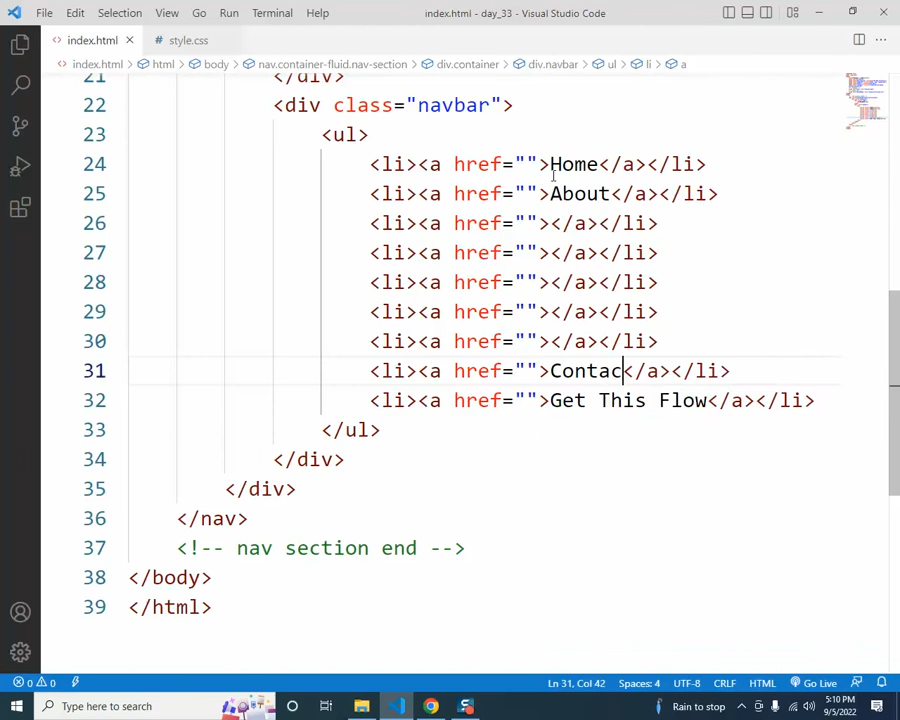 File Edit Selection View Go Run Terminal Help index.html - day_33 - Visual Studio Code
index.html style.css
index.html html body nav.container-fluid.nav-section div.container div.navbar ul li a
21 </div>
22 <div class="navbar">
23 <ul>
24 <li><a href="">Home</a></li>
25 <li><a href="">About</a></li>
26 <li><a href=""></a></li>
27 <li><a href=""></a></li>
28 <li><a href=""></a></li>
29 <li><a href=""></a></li>
30 <li><a href=""></a></li>
31 <li><a href="">Contac</a></li>
32 <li><a href="">Get This Flow</a></li>
33 </ul>
34 </div>
35 </div>
36 </nav>
37 <!-- nav section end -->
38 </body>
39 </html>
0 0 Ln 31, Col 42 Spaces: 4 UTF-8 CRLF HTML Go Live
Type here to search Rain to stop 5:10 PM
9/5/2022